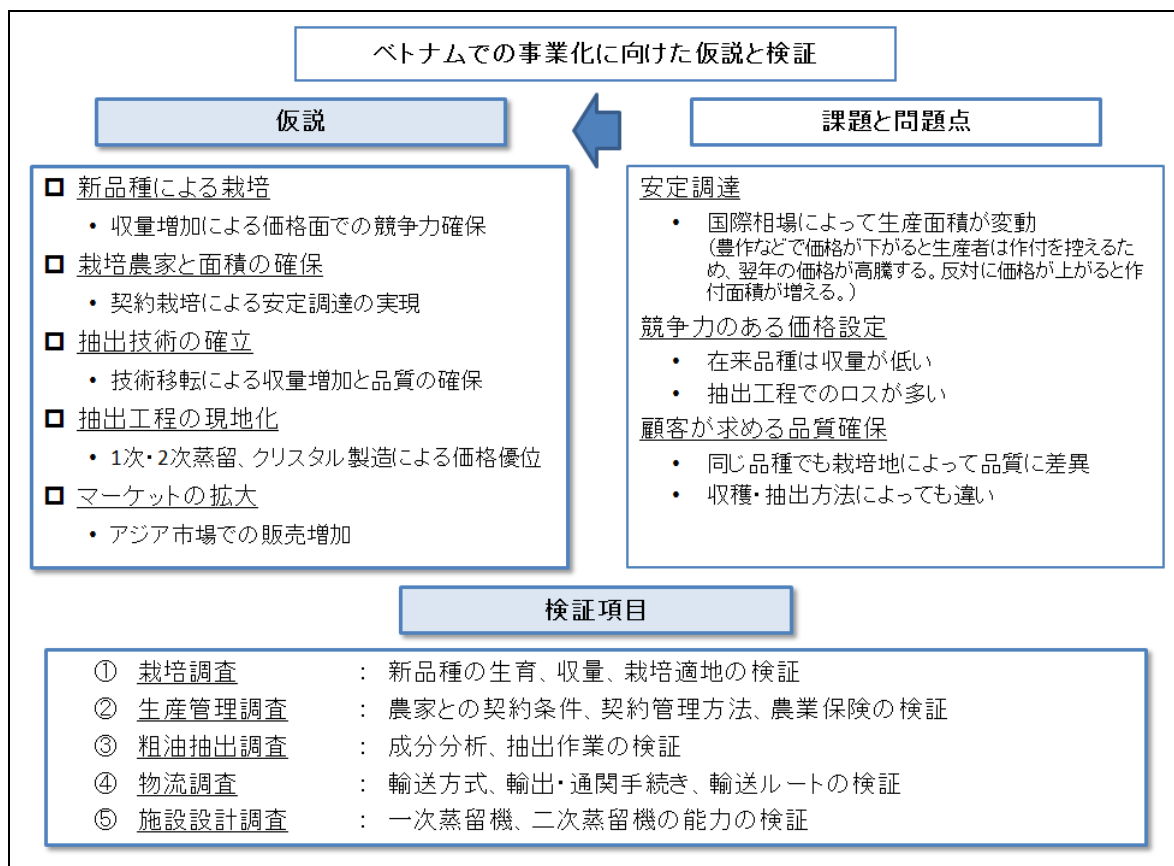 ベトナムでの事業化に向けた仮説と検証
仮説
□ 新品種による栽培
• 収量増加による価格面での競争力確保
□ 栽培農家と面積の確保
• 契約栽培による安定調達の実現
□ 抽出技術の確立
• 技術移転による収量増加と品質の確保
□ 抽出工程の現地化
• 1次・2次蒸留、クリスタル製造による価格優位
□ マーケットの拡大
• アジア市場での販売増加
課題と問題点
安定調達
• 国際相場によって生産面積が変動
(豊作などで価格が下がると生産者は作付を控えるた
め、翌年の価格が高騰する。反対に価格が上がると作
付面積が増える。)
競争力のある価格設定
• 在来品種は収量が低い
• 抽出工程でのロスが多い
顧客が求める品質確保
• 同じ品種でも栽培地によって品質に差異
• 収穫・抽出方法によっても違い
検証項目
① 栽培調査 : 新品種の生育、収量、栽培適地の検証
② 生産管理調査 : 農家との契約条件、契約管理方法、農業保険の検証
③ 粗油抽出調査 : 成分分析、抽出作業の検証
④ 物流調査 : 輸送方式、輸出・通関手続き、輸送ルートの検証
⑤ 施設設計調査 : 一次蒸留機、二次蒸留機の能力の検証